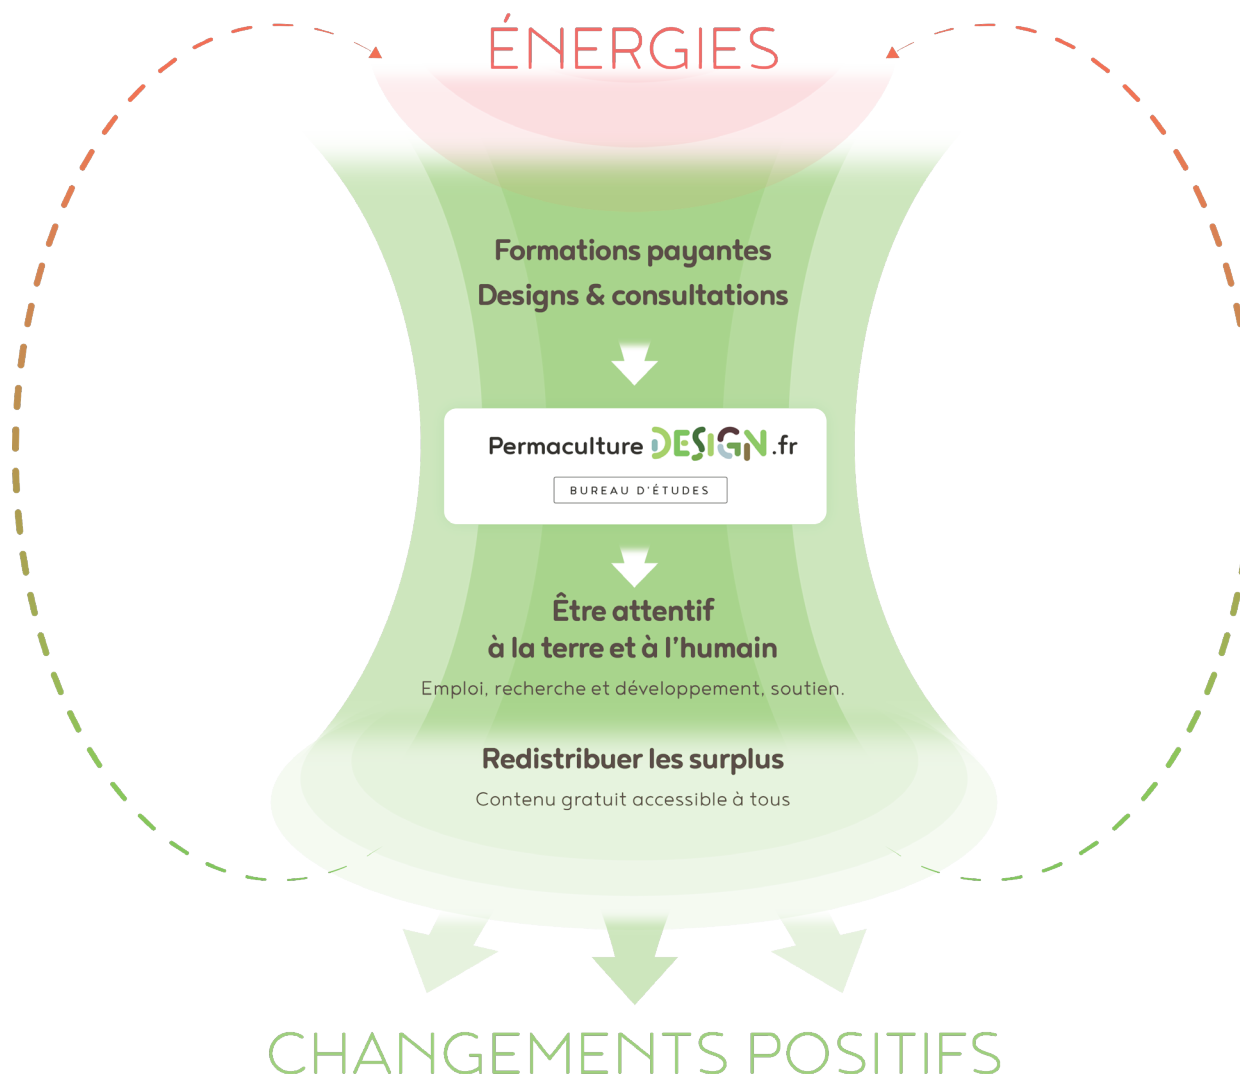 ÉNERGIES
Formations payantes
Designs & consultations
Permaculture DESIGN.fr
BUREAU D'ÉTUDES
Être attentif
à la terre et à l’humain
Emploi, recherche et développement, soutien.
Redistribuer les surplus
Contenu gratuit accessible à tous
CHANGEMENTS POSITIFS